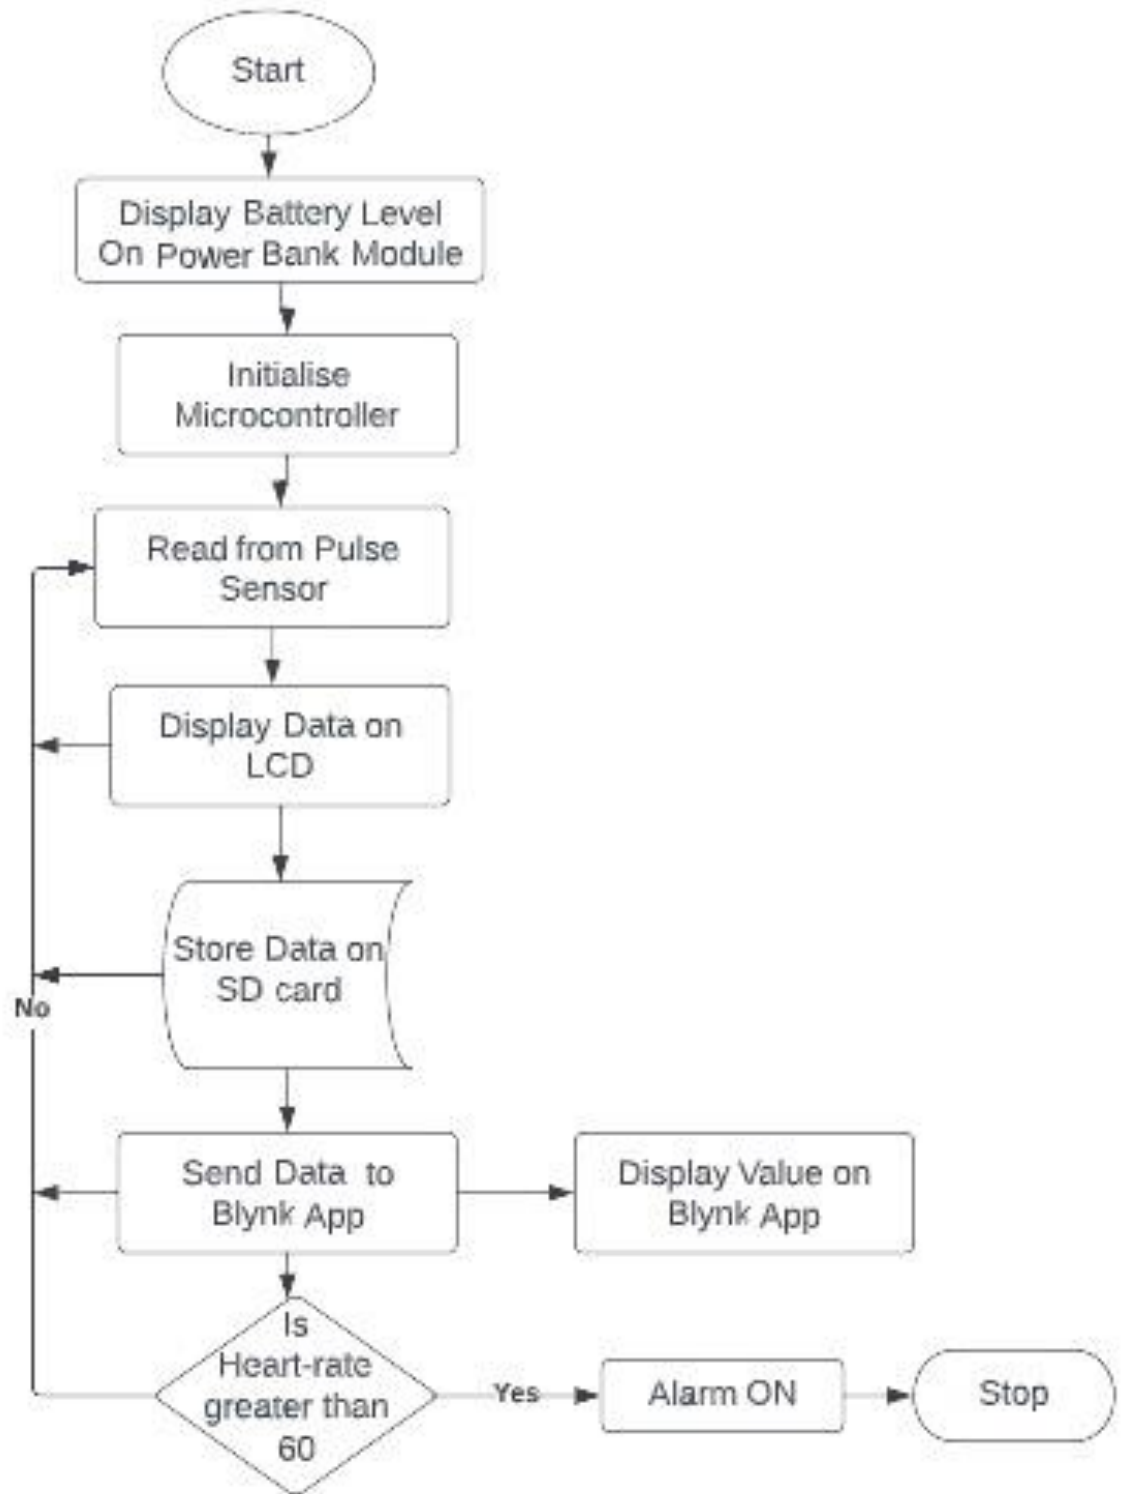 Start
Display Battery Level
On Power Bank Module
Initialise
Microcontroller
Read from Pulse
Sensor
Display Data on
LCD
Store Data on
SD card
No
Send Data to
Blynk App
Display Value on
Blynk App
Is
Heart-rate
greater than
60
Yes
Alarm ON
Stop